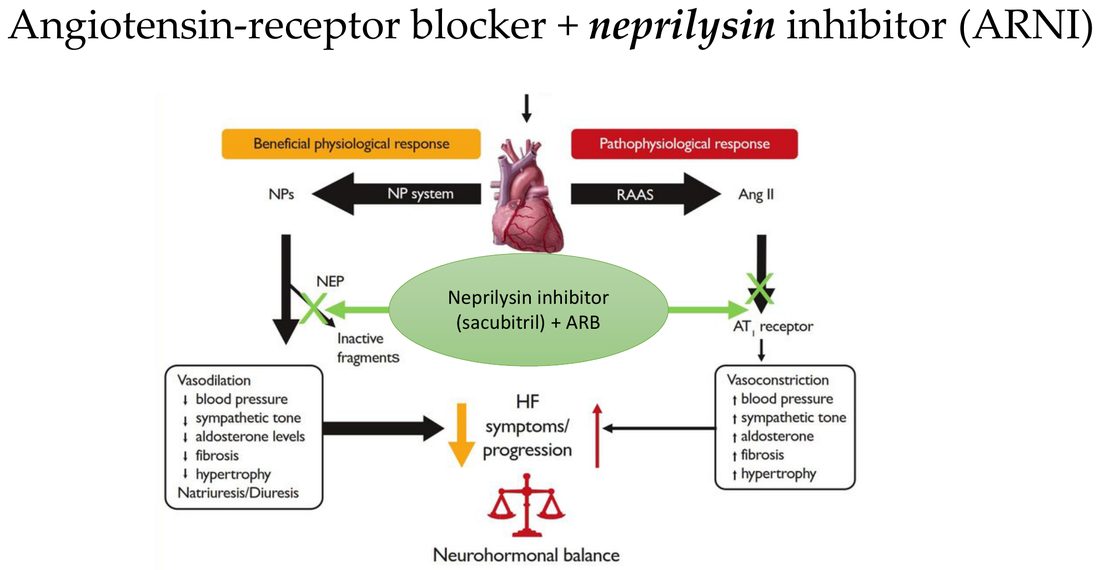 Angiotensin-receptor blocker + neprilysin inhibitor (ARNI)
Beneficial physiological response
Pathophysiological response
NPs
NP system
RAAS
Ang II
NEP
Inactive
fragments
Neprilysin inhibitor
(sacubitril) + ARB
AT₁ receptor
Vasodilation
↓ blood pressure
↓ sympathetic tone
↓ aldosterone levels
↓ fibrosis
↓ hypertrophy
Natriuresis/Diuresis
HF
symptoms/
progression
Vasoconstriction
↑ blood pressure
↑ sympathetic tone
↑ aldosterone
↑ fibrosis
↑ hypertrophy
Neurohormonal balance